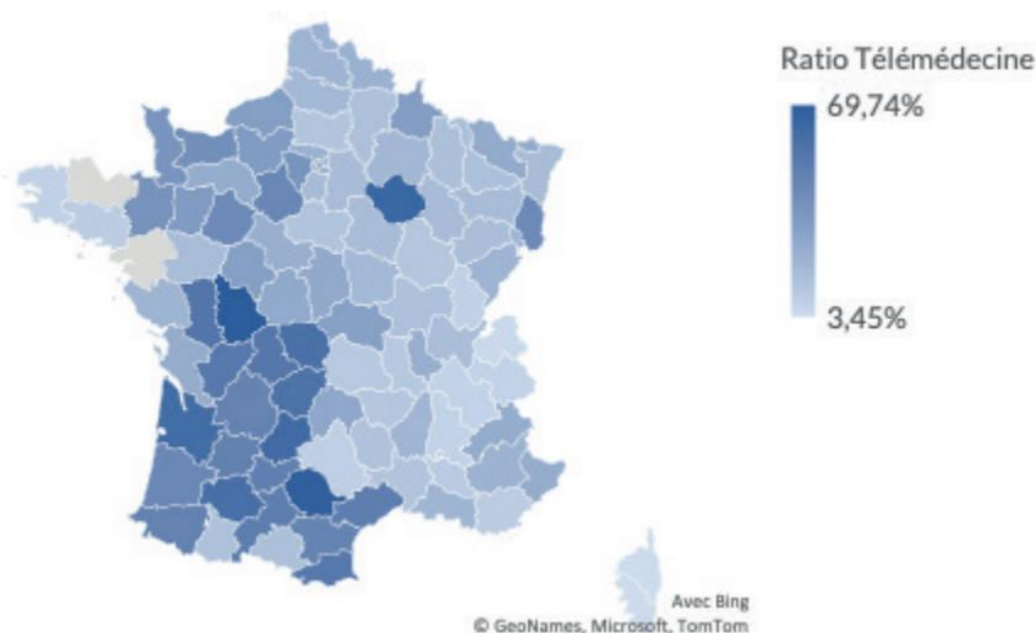 Ratio Télémédecine
69,74%
3,45%
Avec Bing
© GeoNames, Microsoft, TomTom